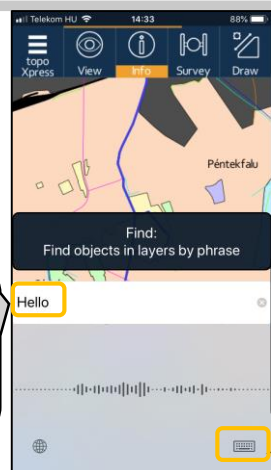 Telekom HU 14:33 88%
topo
Xpress View Info Survey Draw
Péntekfalu
Find:
Find objects in layers by phrase
Hello